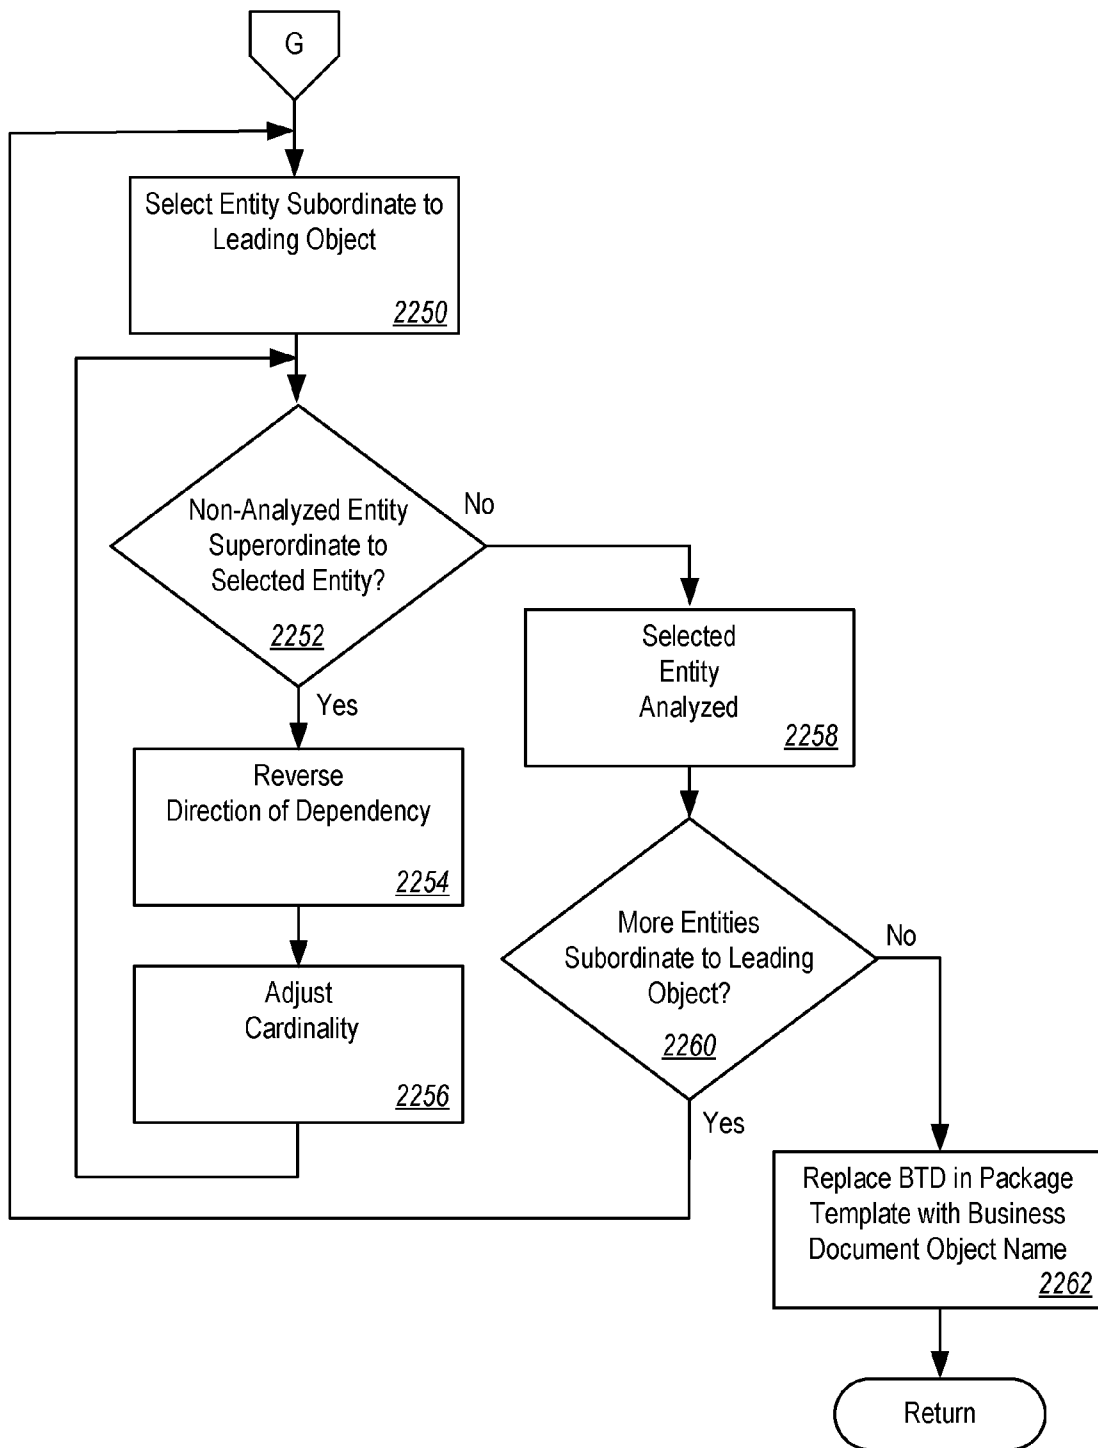 G
Select Entity Subordinate to
Leading Object
2250
Non-Analyzed Entity
Superordinate to
Selected Entity?
2252
No
Yes
Reverse
Direction of Dependency
2254
Adjust
Cardinality
2256
Selected
Entity
Analyzed
2258
More Entities
Subordinate to Leading
Object?
2260
No
Yes
Replace BTD in Package
Template with Business
Document Object Name
2262
Return